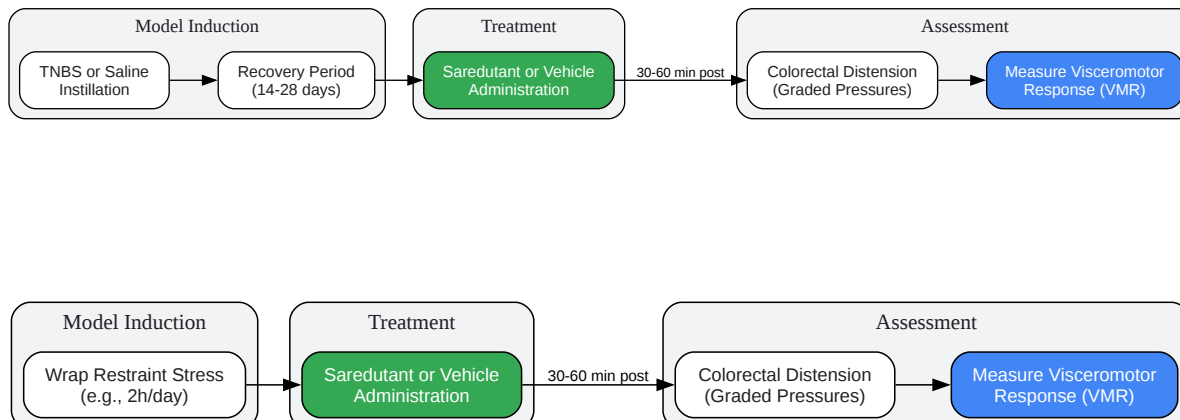 Model Induction
Treatment
Assessment
TNBS or Saline
Instillation
Recovery Period
(14-28 days)
Saredutant or Vehicle
Administration
30-60 min post
Colorectal Distension
(Graded Pressures)
Measure Visceromotor
Response (VMR)
Model Induction
Treatment
Assessment
Wrap Restraint Stress
(e.g., 2h/day)
Saredutant or Vehicle
Administration
30-60 min post
Colorectal Distension
(Graded Pressures)
Measure Visceromotor
Response (VMR)